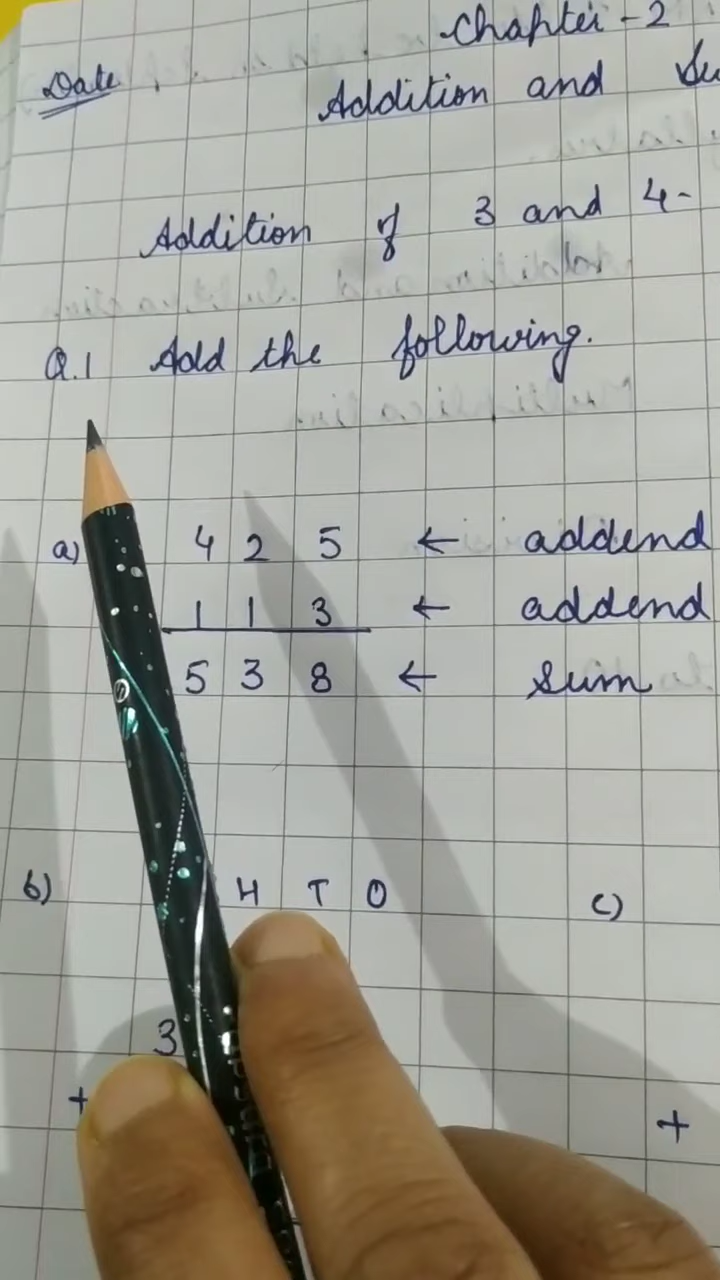 Chapter - 2
Date
Addition and
Addition of 3 and 4-
Q.1 Add the following.
a) 4 2 5 ← addend
1 1 3 ← addend
5 3 8 ← sum
b) H T O c)
3
+ +